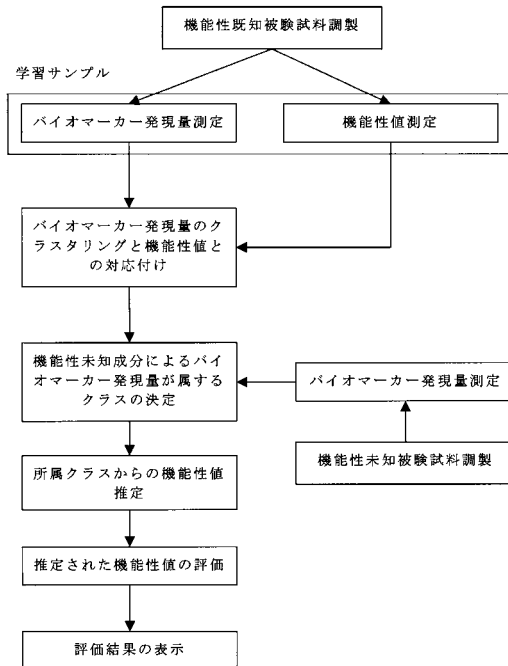 機能性既知被験試料調製
学習サンプル
バイオマーカー発現量測定
機能性値測定
バイオマーカー発現量のク
ラスタリングと機能性値と
の対応付け
機能性未知成分によるバイ
オマーカー発現量が属する
クラスの決定
バイオマーカー発現量測定
機能性未知被験試料調製
所属クラスからの機能性値
推定
推定された機能性値の評価
評価結果の表示